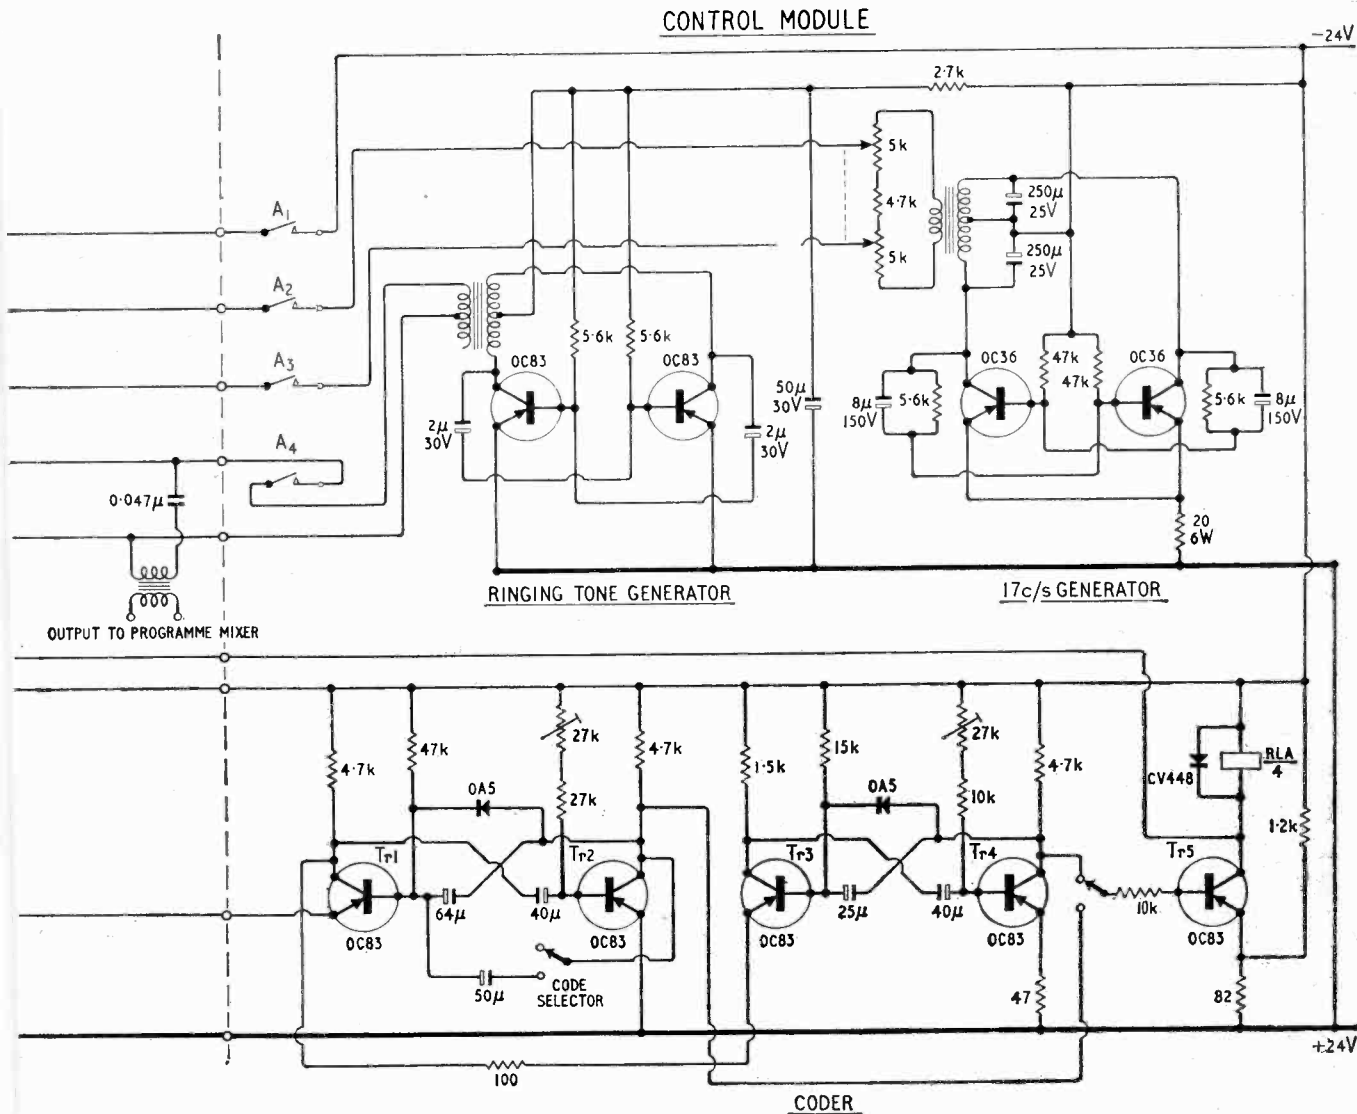 CONTROL MODULE
-24V
2·7k
5k
4·7k
5k
250μ
25V
250μ
25V
A1
A2
A3
A4
5·6k
5·6k
OC83
OC83
2μ
30V
2μ
30V
50μ
30V
OC36
47k
47k
OC36
8μ
150V
5·6k
5·6k
8μ
150V
0·047μ
20
6W
RINGING TONE GENERATOR
17c/s GENERATOR
OUTPUT TO PROGRAMME MIXER
4·7k
47k
27k
27k
4·7k
OA5
1·5k
15k
27k
10k
4·7k
OA5
CV448
RLA
4
1·2k
Tr1
Tr2
Tr3
Tr4
Tr5
64μ
40μ
25μ
40μ
10k
OC83
OC83
OC83
OC83
OC83
50μ
CODE
SELECTOR
47
82
+24V
100
CODER